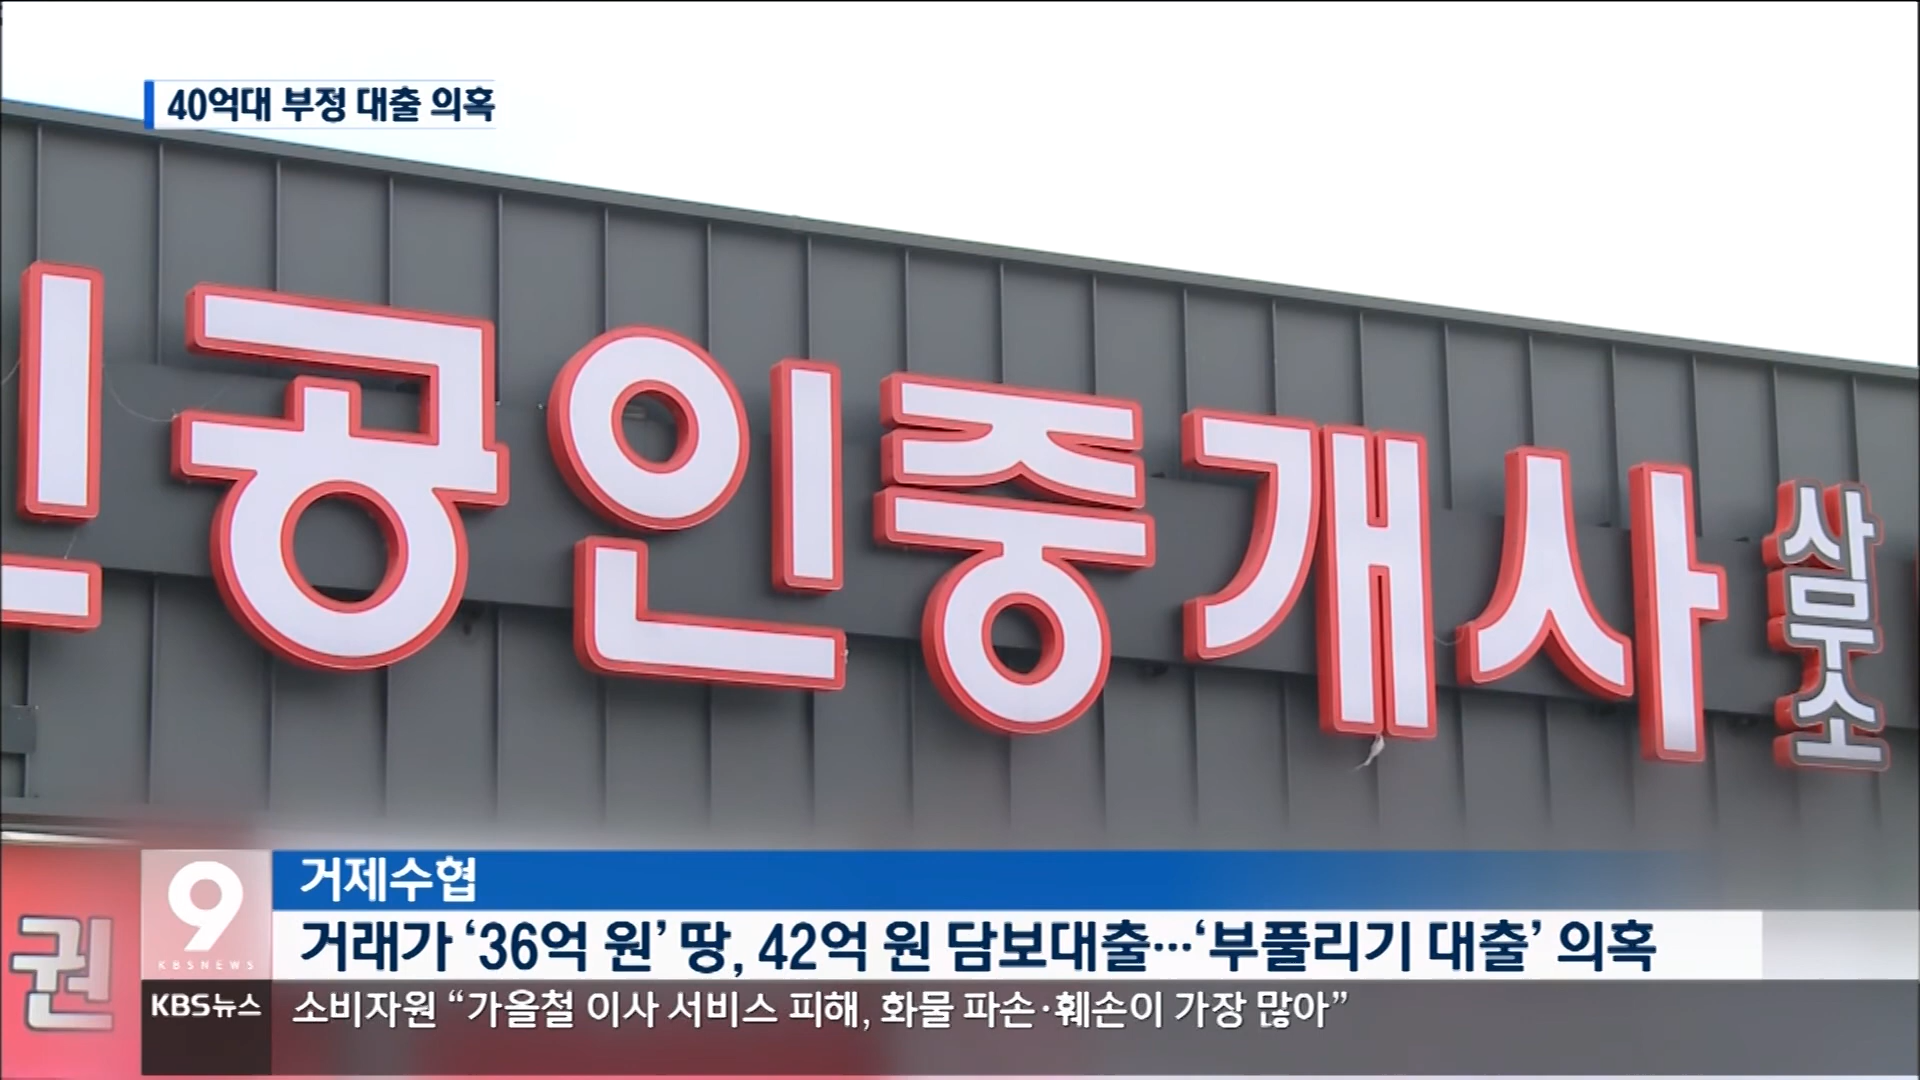 40억대 부정 대출 의혹
공인중개사 사무소
권
9 거제수협
KBS NEWS
거래가 ‘36억 원’ 땅, 42억 원 담보대출…‘부풀리기 대출’ 의혹
KBS뉴스 소비자원 “가을철 이사 서비스 피해, 화물 파손·훼손이 가장 많아”